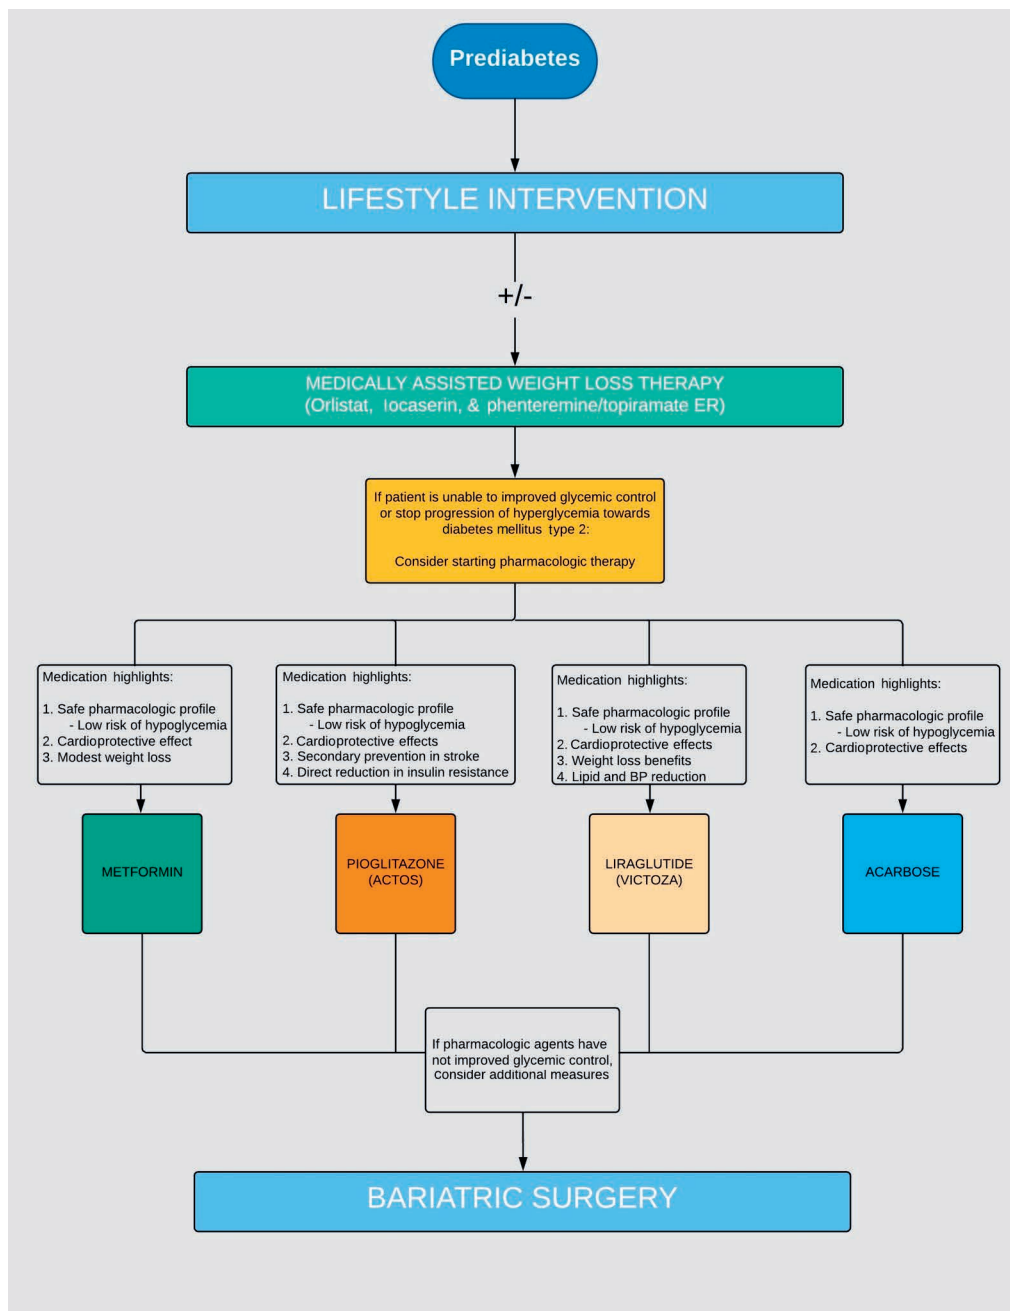 Prediabetes
LIFESTYLE INTERVENTION
+/-
MEDICALLY ASSISTED WEIGHT LOSS THERAPY
(Orlistat, locaserin, & phenteremine/topiramate ER)
If patient is unable to improved glycemic control
or stop progression of hyperglycemia towards
diabetes mellitus type 2:
Consider starting pharmacologic therapy
Medication highlights:
1. Safe pharmacologic profile
- Low risk of hypoglycemia
2. Cardioprotective effect
3. Modest weight loss
Medication highlights:
1. Safe pharmacologic profile
- Low risk of hypoglycemia
2. Cardioprotective effects
3. Secondary prevention in stroke
4. Direct reduction in insulin resistance
Medication highlights:
1. Safe pharmacologic profile
- Low risk of hypoglycemia
2. Cardioprotective effects
3. Weight loss benefits
4. Lipid and BP reduction
Medication highlights:
1. Safe pharmacologic profile
- Low risk of hypoglycemia
2. Cardioprotective effects
METFORMIN
PIOGLITAZONE
(ACTOS)
LIRAGLUTIDE
(VICTOZA)
ACARBOSE
If pharmacologic agents have
not improved glycemic control,
consider additional measures
BARIATRIC SURGERY